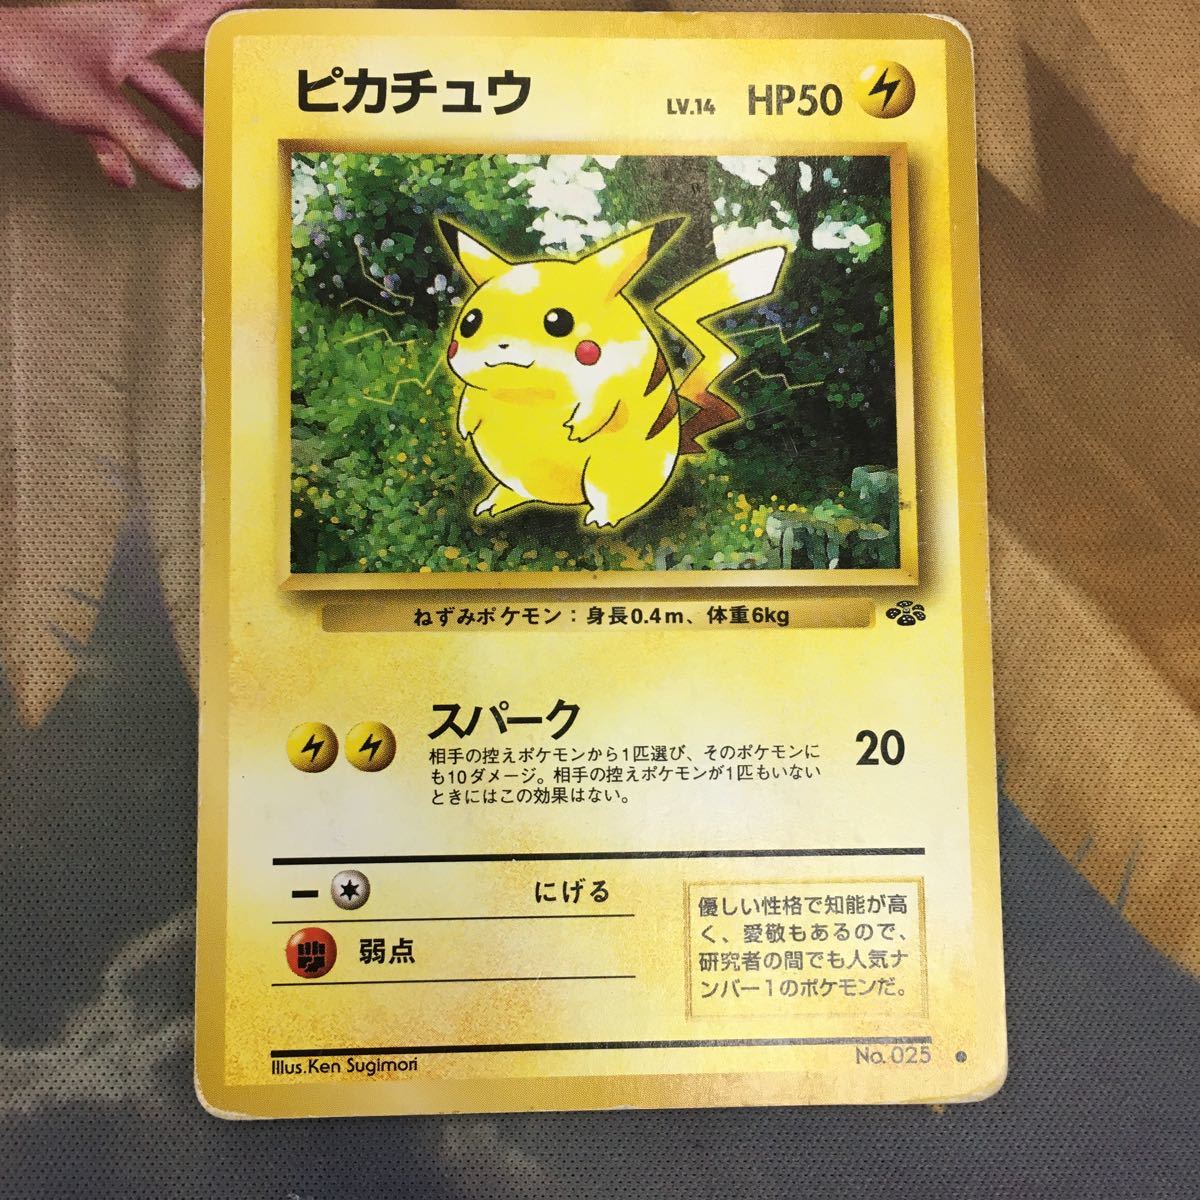 ピカチュウ LV.14 HP50
ねずみポケモン：身長0.4m、体重6kg
スパーク 20
相手の控えポケモンから1匹選び、そのポケモンに
も10ダメージ。相手の控えポケモンが1匹もいない
ときにはこの効果はない。
にげる
弱点
優しい性格で知能が高
く、愛敬もあるので、
研究者の間でも人気ナ
ンバー1のポケモンだ。
Illus.Ken Sugimori
No. 025